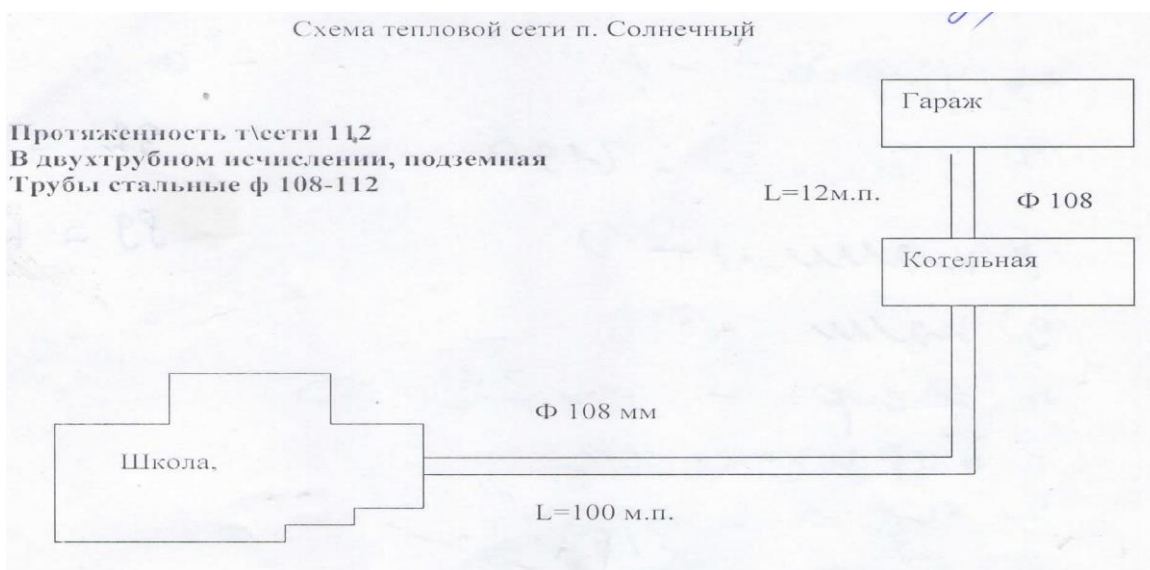 Схема тепловой сети п. Солнечный
Гараж
Протяженность т\сети 112
В двухтрубном исчислении, подземная
Трубы стальные ф 108-112
L=12м.п.
Ф 108
Котельная
Ф 108 мм
Школа,
L=100 м.п.